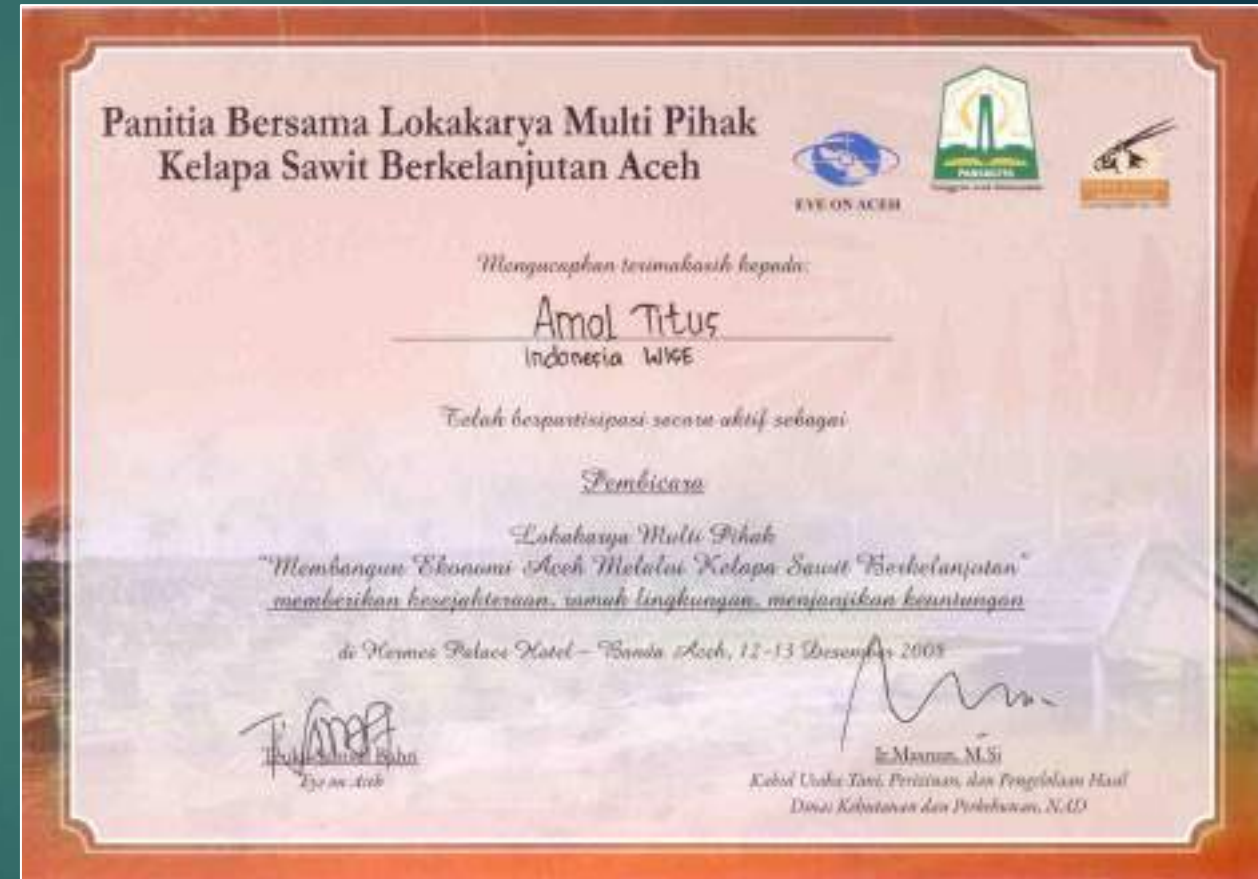 Panitia Bersama Lokakarya Multi Pihak
Kelapa Sawit Berkelanjutan Aceh
EYE ON ACEH
PANCACITA
Mengucapkan terimakasih kepada:
Amol Titus
Indonesia WISE
Telah berpartisipasi secara aktif sebagai
Pembicara
Lokakarya Multi Pihak
"Membangun Ekonomi Aceh Melalui Kelapa Sawit Berkelanjutan"
memberikan kesejahteraan, ramah lingkungan, menjanjikan keuntungan
di Hermes Palace Hotel – Banda Aceh, 12-13 Desember 2008
Bahri
Eye on Aceh
Ir. M.Si
Kabid Usaha Tani, Perizinan, dan Pengelolaan Hasil
Dinas Kehutanan dan Perkebunan, NAD